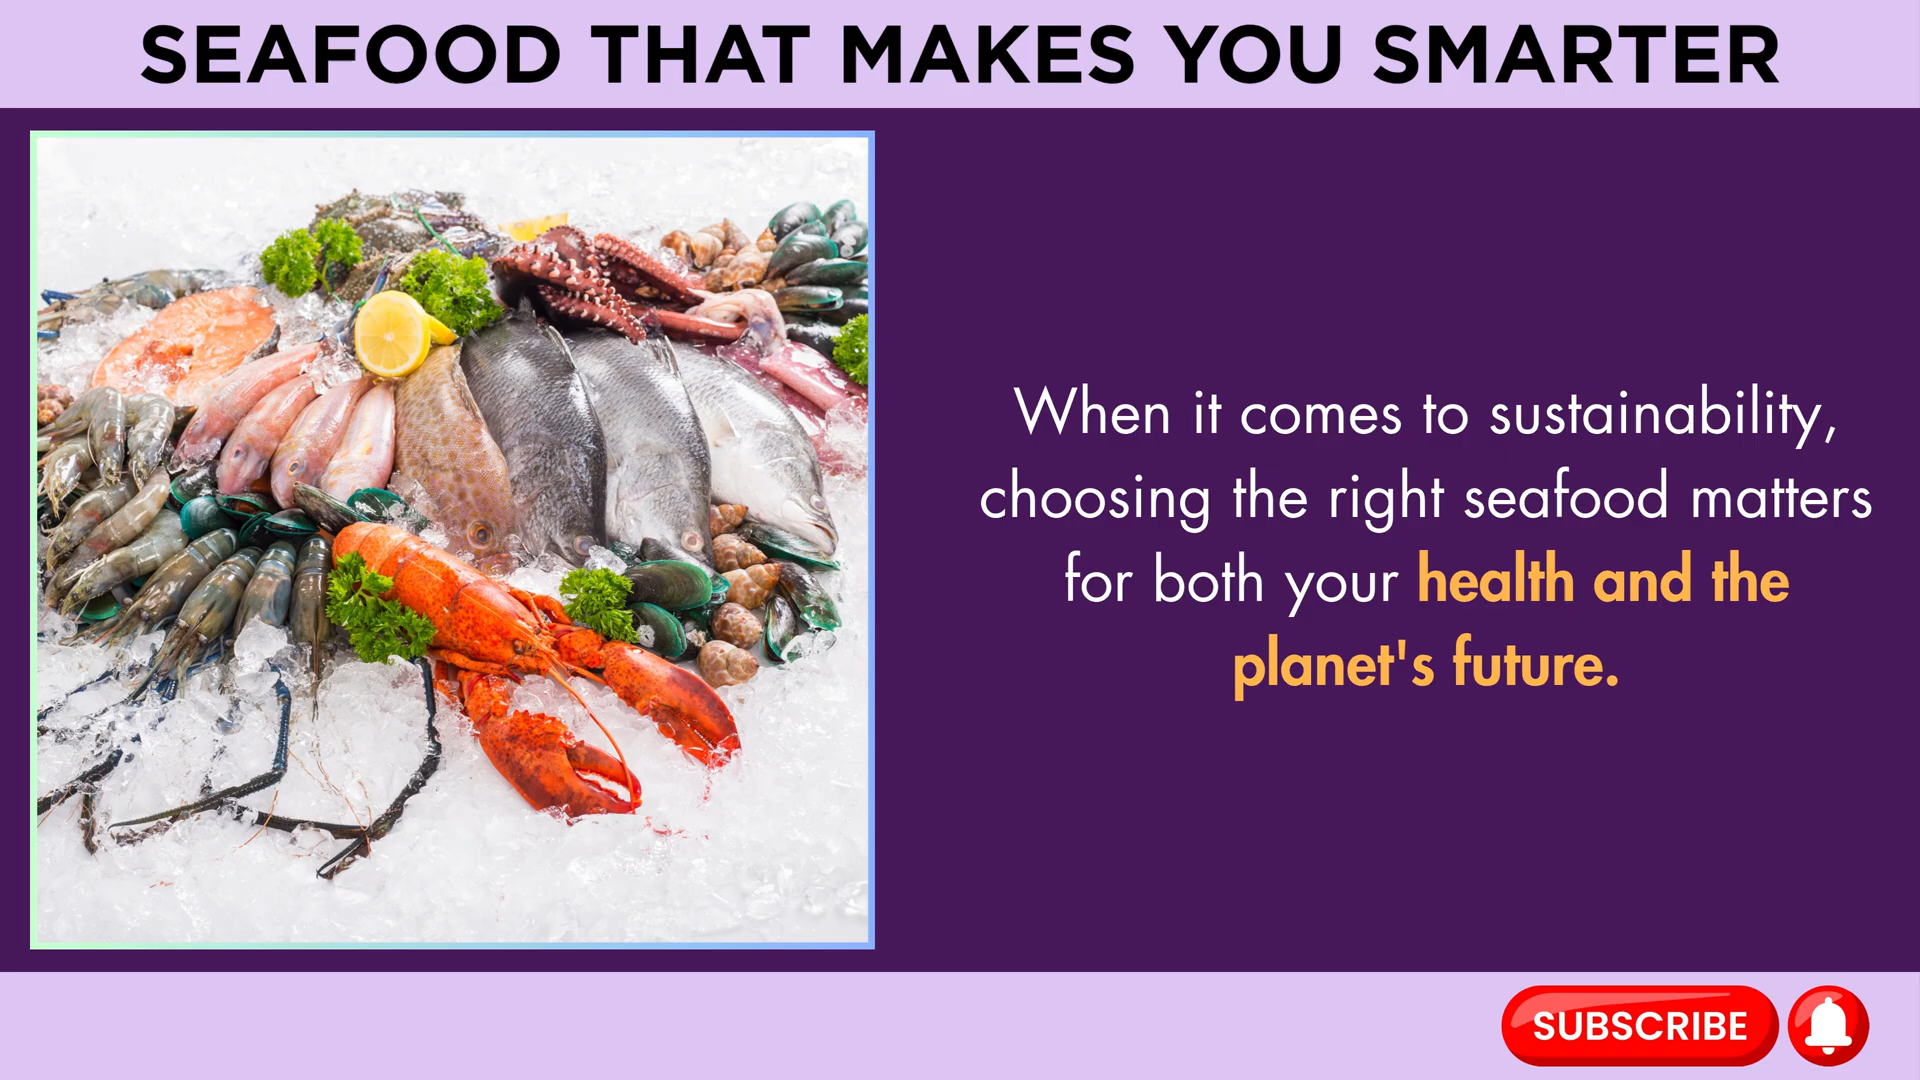 SEAFOOD THAT MAKES YOU SMARTER
When it comes to sustainability,
choosing the right seafood matters
for both your health and the
planet's future.
SUBSCRIBE